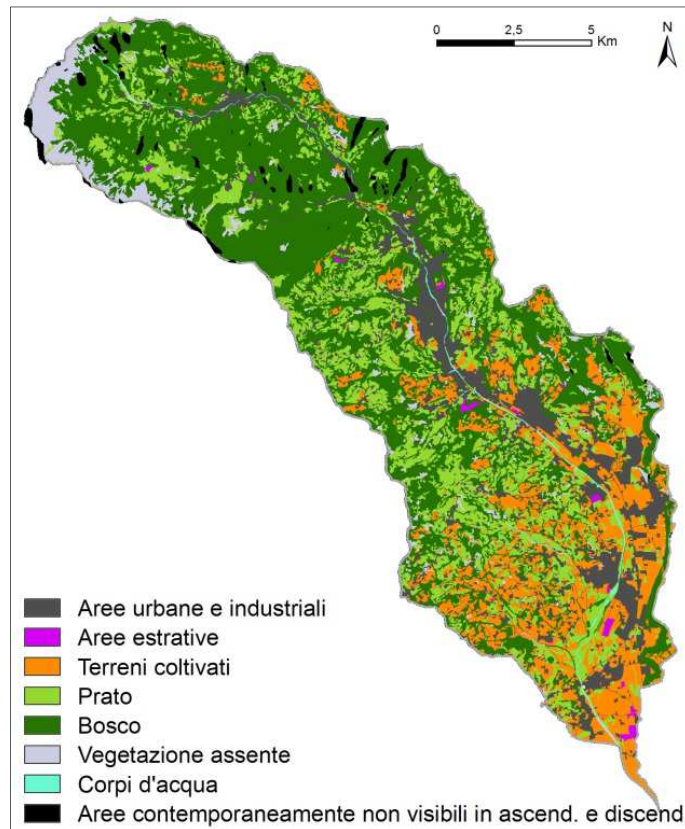 0 2,5 5
Km
N
Aree urbane e industriali
Aree estrative
Terreni coltivati
Prato
Bosco
Vegetazione assente
Corpi d'acqua
Aree contemporaneamente non visibili in ascend. e discend